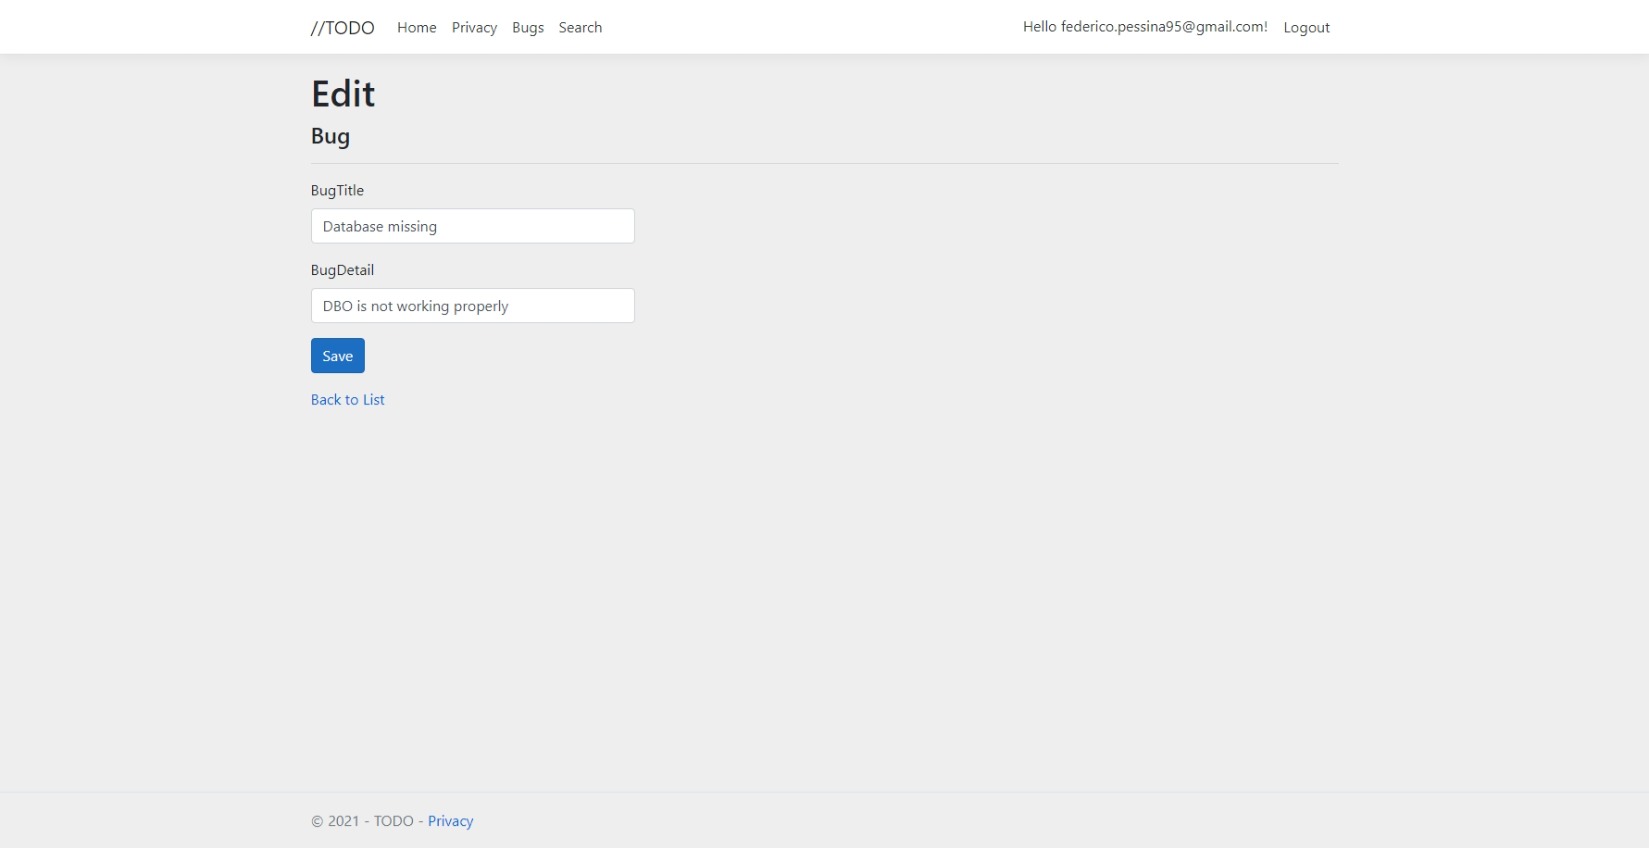 //TODO Home Privacy Bugs Search Hello federico.pessina95@gmail.com! Logout
Edit
Bug
BugTitle
Database missing
BugDetail
DBO is not working properly
Save
Back to List
© 2021 - TODO - Privacy